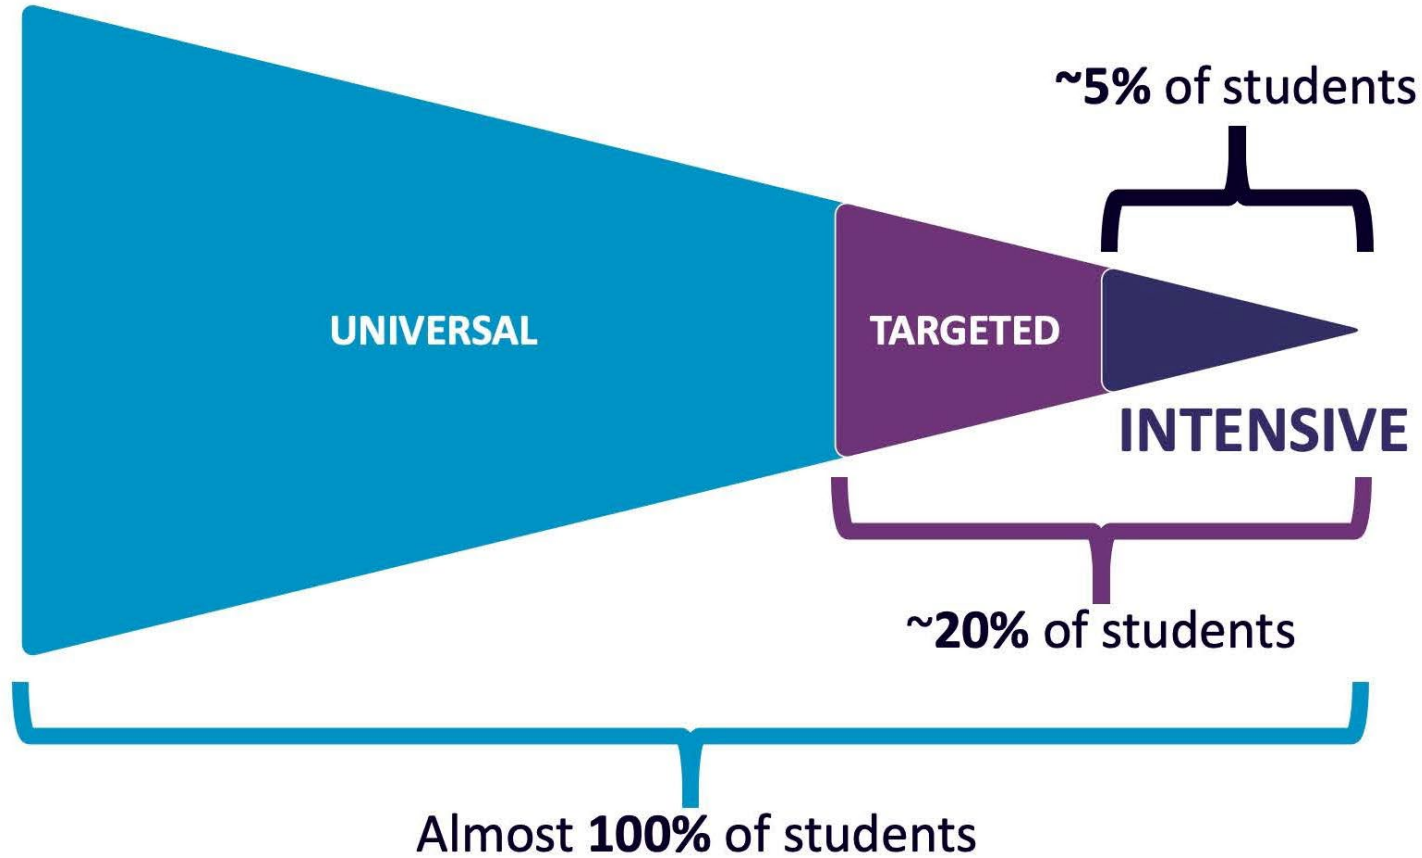 ~5% of students
UNIVERSAL
TARGETED
INTENSIVE
~20% of students
Almost 100% of students